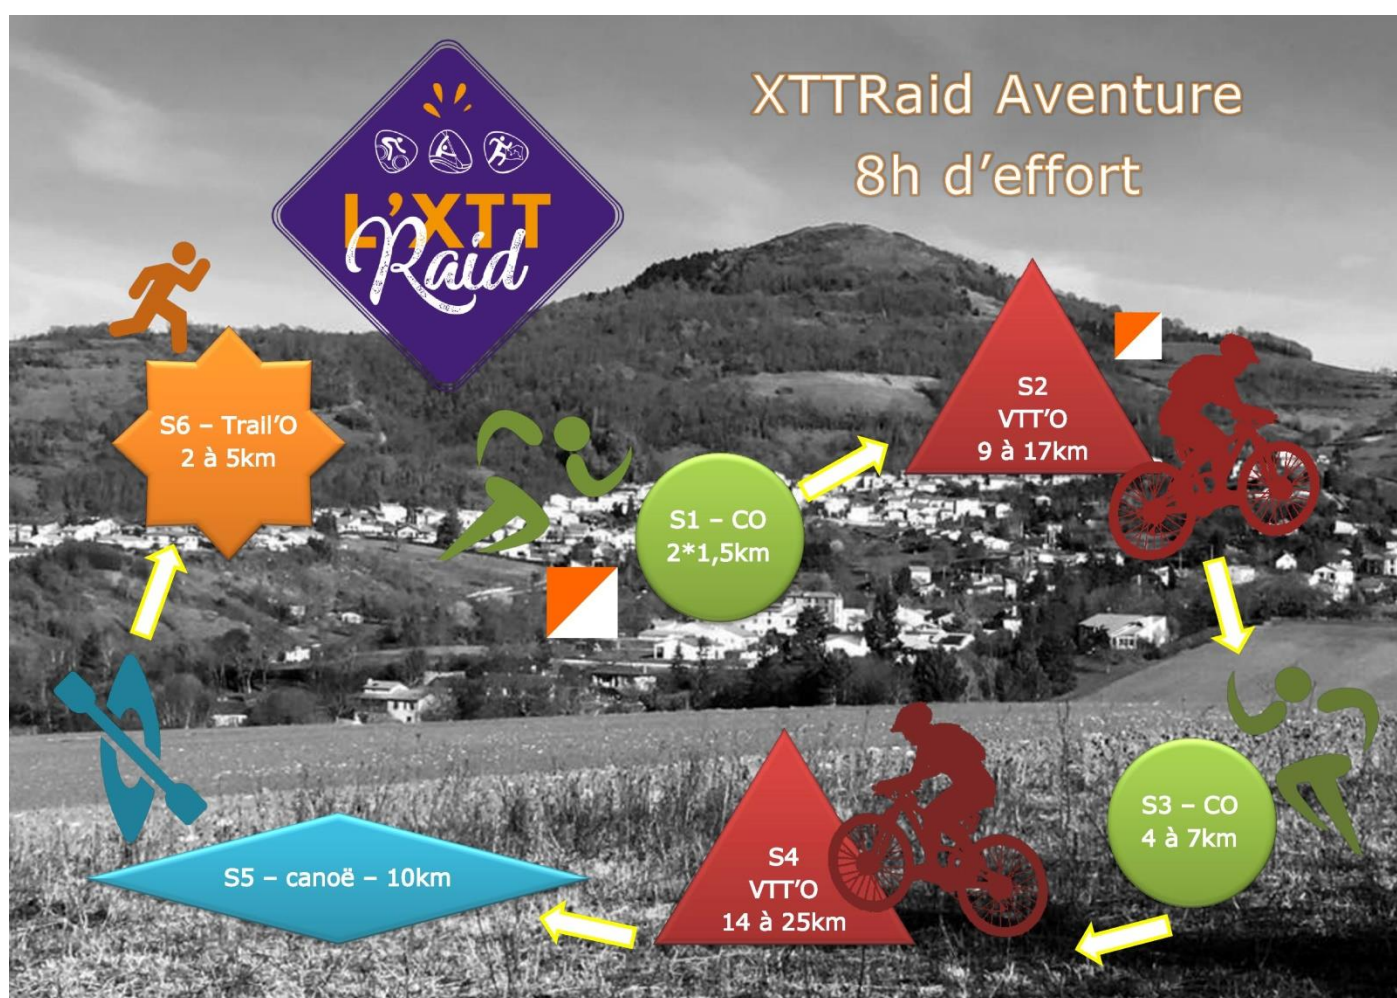 XTTRaid Aventure
8h d'effort
L'XTT
Raid
S6 – Trail'O
2 à 5km
S1 – CO
2*1,5km
S2
VTT'O
9 à 17km
S3 – CO
4 à 7km
S4
VTT'O
14 à 25km
S5 – canoë – 10km